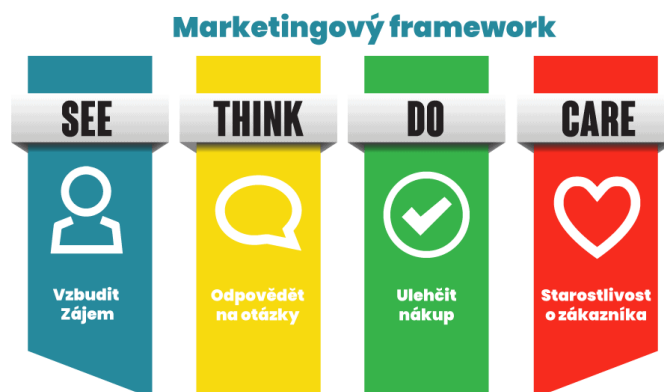 Marketingový framework
SEE
THINK
DO
CARE
Vzbudit
Zájem
Odpovědět
na otázky
Ulehčit
nákup
Starostlivost
o zákazníka